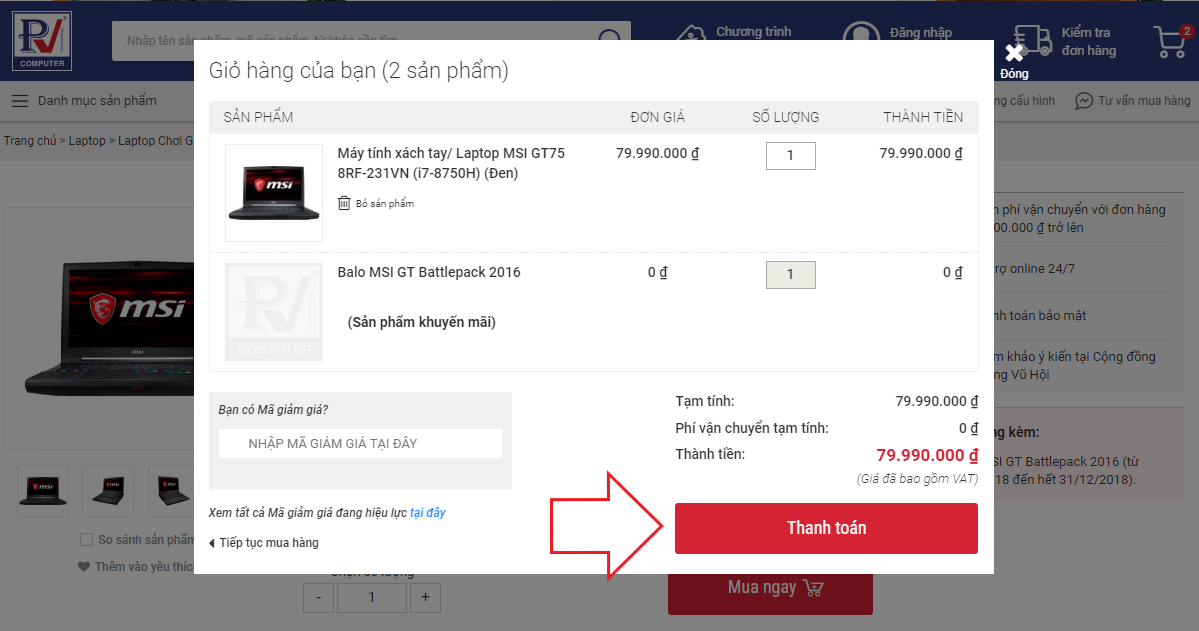 PV
COMPUTER
Nhập tên sản phẩm, mã sản phẩm, từ khóa cần tìm
Chương trình
Đăng nhập
Kiểm tra
đơn hàng
2
Đóng
Danh mục sản phẩm
ng cấu hình
Tư vấn mua hàng
Trang chủ > Laptop > Laptop Chơi G
Giỏ hàng của bạn (2 sản phẩm)
SẢN PHẨM ĐƠN GIÁ SỐ LƯỢNG THÀNH TIỀN
Máy tính xách tay/ Laptop MSI GT75
8RF-231VN (i7-8750H) (Đen)
79.990.000 ₫ 1 79.990.000 ₫
Bỏ sản phẩm
msi
Balo MSI GT Battlepack 2016 0 ₫ 1 0 ₫
(Sản phẩm khuyến mãi)
PV
COMPUTER
Bạn có Mã giảm giá?
NHẬP MÃ GIẢM GIÁ TẠI ĐÂY
Xem tất cả Mã giảm giá đang hiệu lực tại đây
Tiếp tục mua hàng
Tạm tính: 79.990.000 ₫
Phí vận chuyển tạm tính: 0 ₫
Thành tiền: 79.990.000 ₫
(Giá đã bao gồm VAT)
Thanh toán
msi
n phí vận chuyển với đơn hàng
00.000 ₫ trở lên
rợ online 24/7
nh toán bảo mật
m khảo ý kiến tại Cộng đồng
ng Vũ Hội
g kèm:
SI GT Battlepack 2016 (từ
18 đến hết 31/12/2018).
So sánh sản phẩm
Thêm vào yêu thíc
Chọn số lượng
- 1 +
Mua ngay